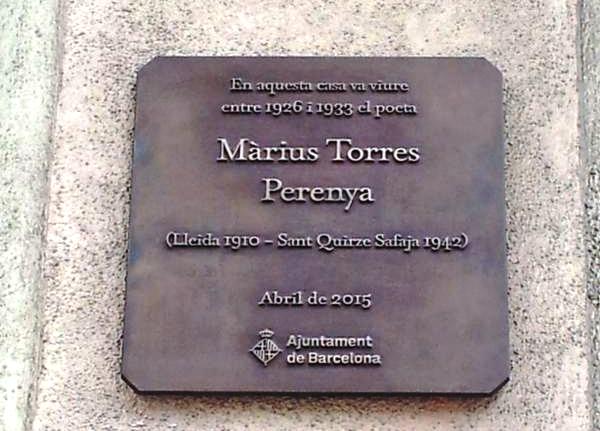 En aquesta casa va viure
entre 1926 i 1933 el poeta
Màrius Torres
Perenya
(Lleida 1910 – Sant Quirze Safaja 1942)
Abril de 2015
Ajuntament
de Barcelona